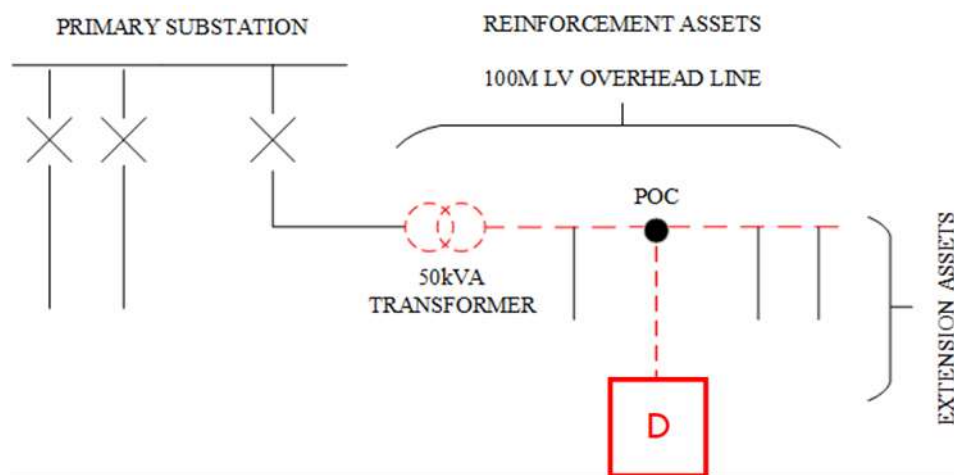 PRIMARY SUBSTATION
REINFORCEMENT ASSETS
100M LV OVERHEAD LINE
POC
50kVA
TRANSFORMER
EXTENSION ASSETS
D